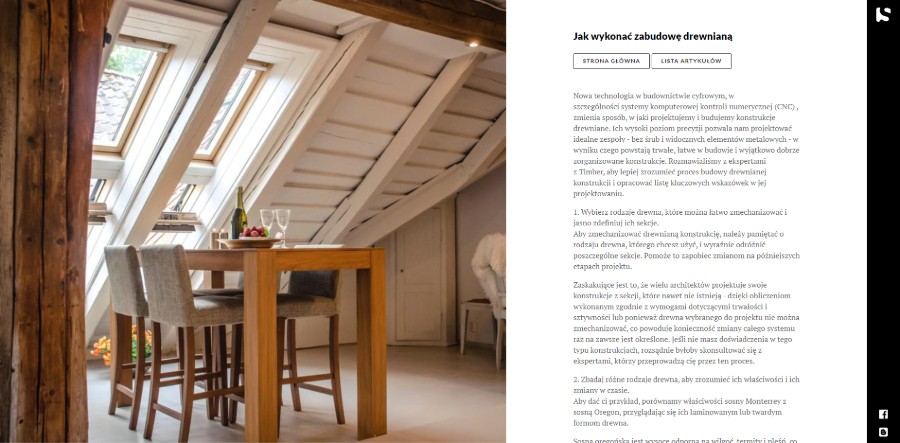 Jak wykonać zabudowę drewnianą
STRONA GŁÓWNA
LISTA ARTYKUŁÓW
Nowa technologia w budownictwie cyfrowym, w
szczególności systemy komputerowej kontroli numerycznej (CNC) ,
zmienia sposób, w jaki projektujemy i budujemy konstrukcje
drewniane. Ich wysoki poziom precyzji pozwala nam projektować
idealne zespoły - bez śrub i widocznych elementów metalowych - w
wyniku czego powstają trwałe, łatwe w budowie i wyjątkowo dobrze
zorganizowane konstrukcje. Rozmawialiśmy z ekspertami
z Timber, aby lepiej zrozumieć proces budowy drewnianej
konstrukcji i opracować listę kluczowych wskazówek w jej
projektowaniu.
1. Wybierz rodzaje drewna, które można łatwo zmechanizować i
jasno zdefiniuj ich sekcje.
Aby zmechanizować drewnianą konstrukcję, należy pamiętać o
rodzaju drewna, którego chcesz użyć, i wyraźnie odróżnić
poszczególne sekcje. Pomoże to zapobiec zmianom na późniejszych
etapach projektu.
Zaskakujące jest to, że wielu architektów projektuje swoje
konstrukcje z sekcji, które nawet nie istnieją - dzięki obliczeniom
wykonanym zgodnie z wymogami dotyczącymi trwałości i
sztywności lub ponieważ drewna wybranego do projektu nie można
zmechanizować, co powoduje konieczność zmiany całego systemu
raz na zawsze jest określone. Jeśli nie masz doświadczenia w tego
typu konstrukcjach, rozsądnie byłoby skonsultować się z
ekspertami, którzy przeprowadzą cię przez ten proces.
2. Zbadaj różne rodzaje drewna, aby zrozumieć ich właściwości i ich
zmiany w czasie.
Aby dać ci przykład, porównamy właściwości sosny Monterrey z
sosną Oregon, przyglądając się ich laminowanym lub twardym
formom drewna.
Sosna oregońska jest wysoce odporna na wilgoć, termity i pleśń, co